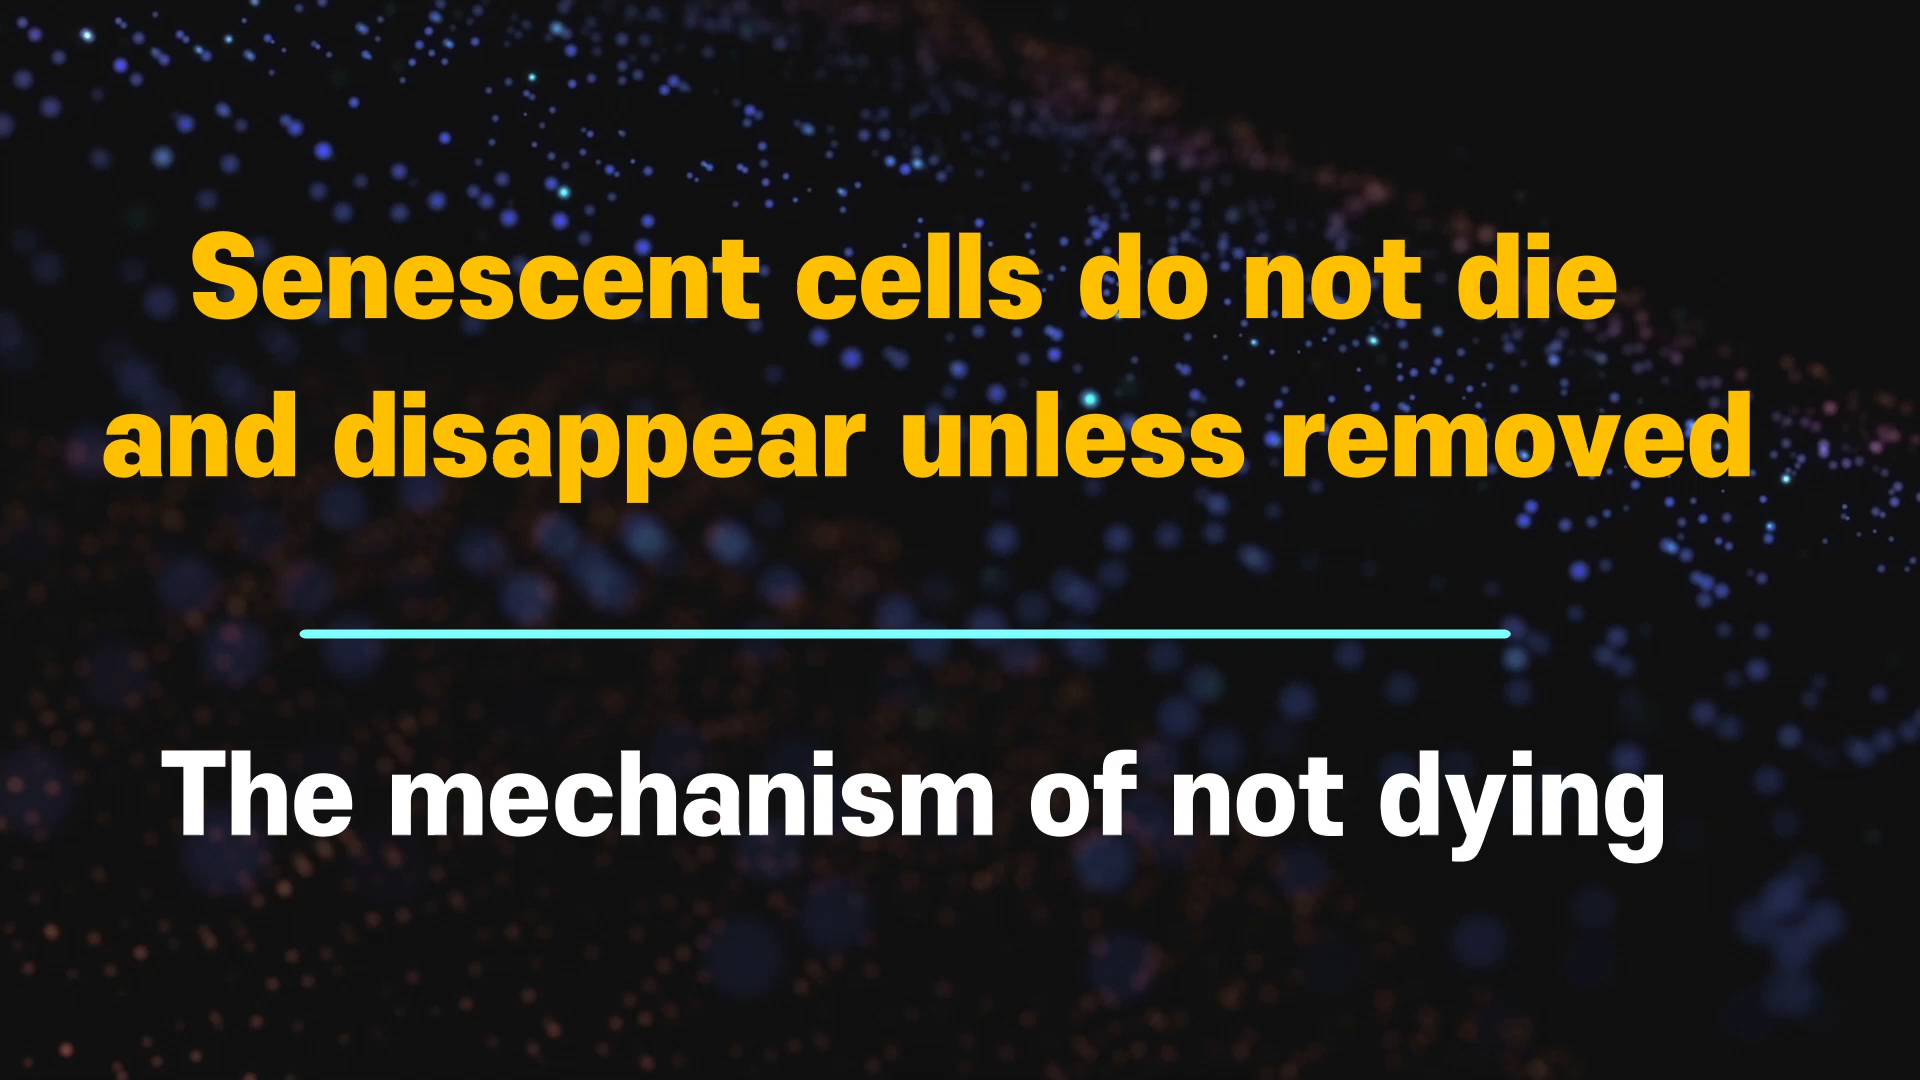 Senescent cells do not die
and disappear unless removed
The mechanism of not dying